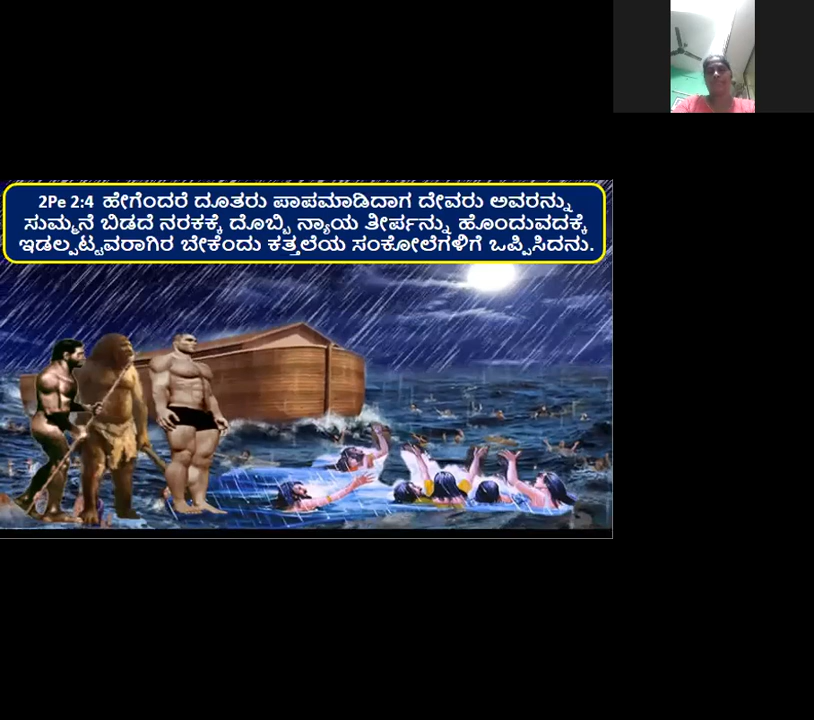 2Pe 2:4 ಹೇಗೆಂದರೆ ದೂತರು ಪಾಪಮಾಡಿದಾಗ ದೇವರು ಅವರನ್ನು
ಸುಮ್ಮನೆ ಬಿಡದೆ ನರಕಕ್ಕೆ ದೊಬ್ಬಿ ನ್ಯಾಯ ತೀರ್ಪನ್ನು ಹೊಂದುವದಕ್ಕೆ
ಇಡಲ್ಪಟ್ಟವರಾಗಿರ ಬೇಕೆಂದು ಕತ್ತಲೆಯ ಸಂಕೋಲೆಗಳಿಗೆ ಒಪ್ಪಿಸಿದನು.